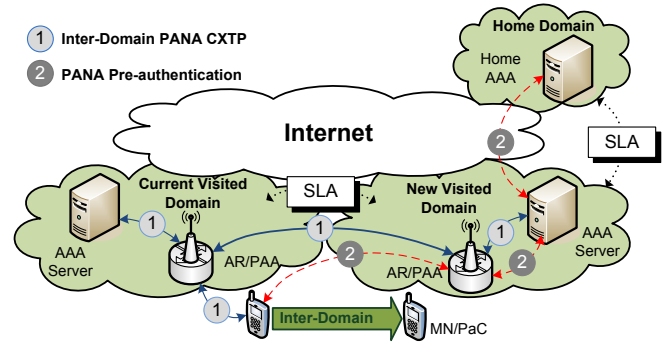 1 Inter-Domain PANA CXTP
2 PANA Pre-authentication
Home Domain
Home
AAA
2
SLA
Internet
Current Visited
Domain
SLA
New Visited
Domain
1
1
1
2
2
AAA
Server
AR/PAA
AR/PAA
AAA
Server
1
Inter-Domain
MN/PaC